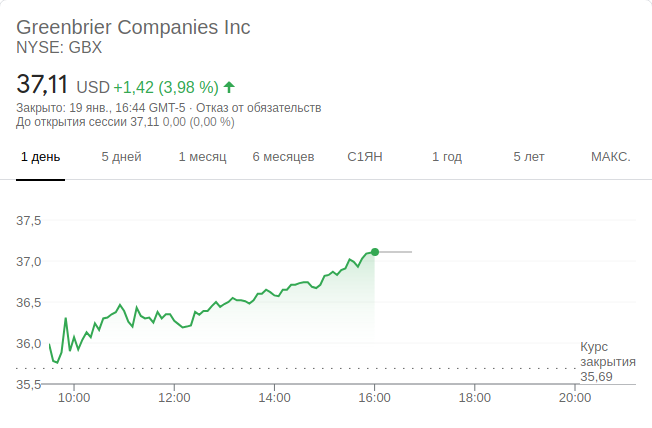 Greenbrier Companies Inc
NYSE: GBX
37,11 USD +1,42 (3,98 %)
Закрыто: 19 янв., 16:44 GMT-5 · Отказ от обязательств
До открытия сессии 37,11 0,00 (0,00 %)
1 день 5 дней 1 месяц 6 месяцев С1ЯН 1 год 5 лет МАКС.
37,5
37,0
36,5
36,0
Курс
закрытия
35,69
35,5
10:00 12:00 14:00 16:00 18:00 20:00